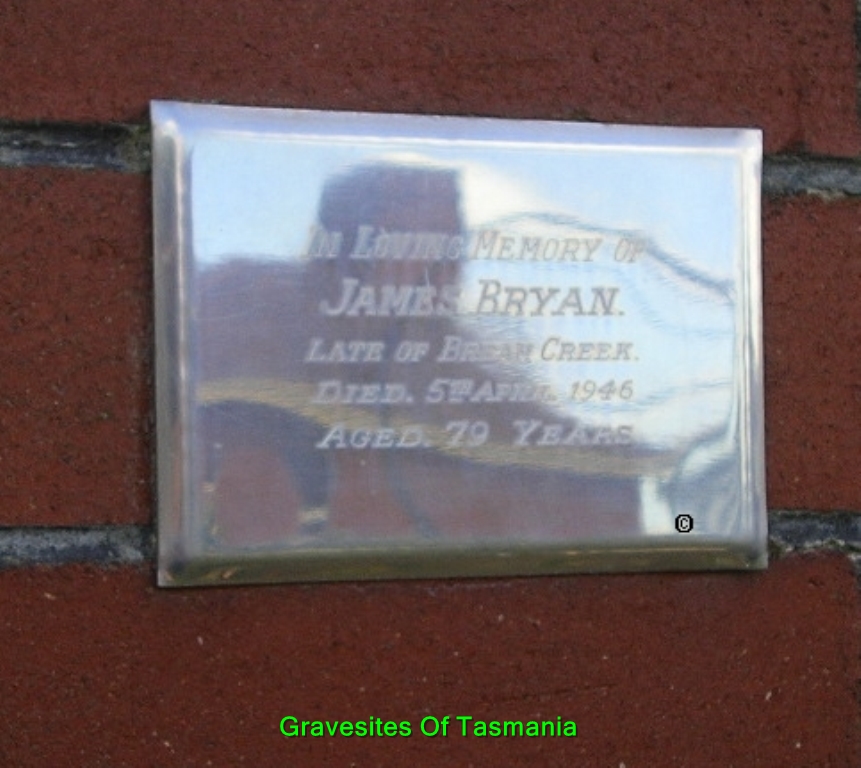 In Loving Memory Of
James Bryan.
Late of Bream Creek.
Died. 5th April 1946
Aged. 79 Years
©
Gravesites Of Tasmania